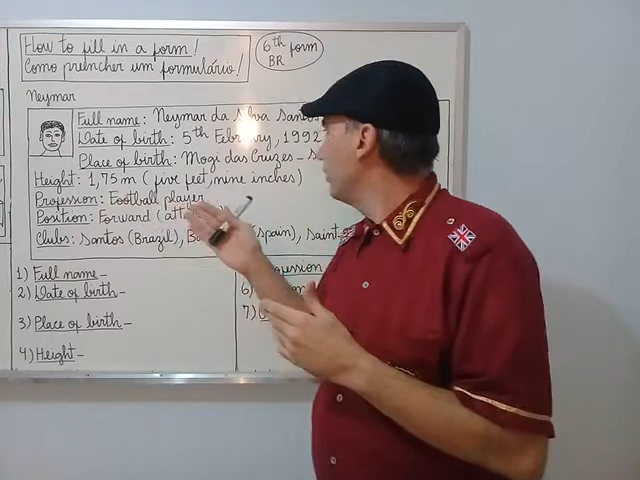 How to fill in a form!
Como preencher um formulário!
6th form
BR
Neymar
Full name: Neymar da Silva Santos
Date of birth: 5th February, 1992
Place of birth: Mogi das Cruzes - S
Height: 1,75 m (five feet, nine inches)
Profession: Football player
Position: Forward (att
Clubs: Santos (Brazil), B (Spain), Saint-
1) Full name -
2) Date of birth -
3) Place of birth -
4) Height -
ofession
6)
7)